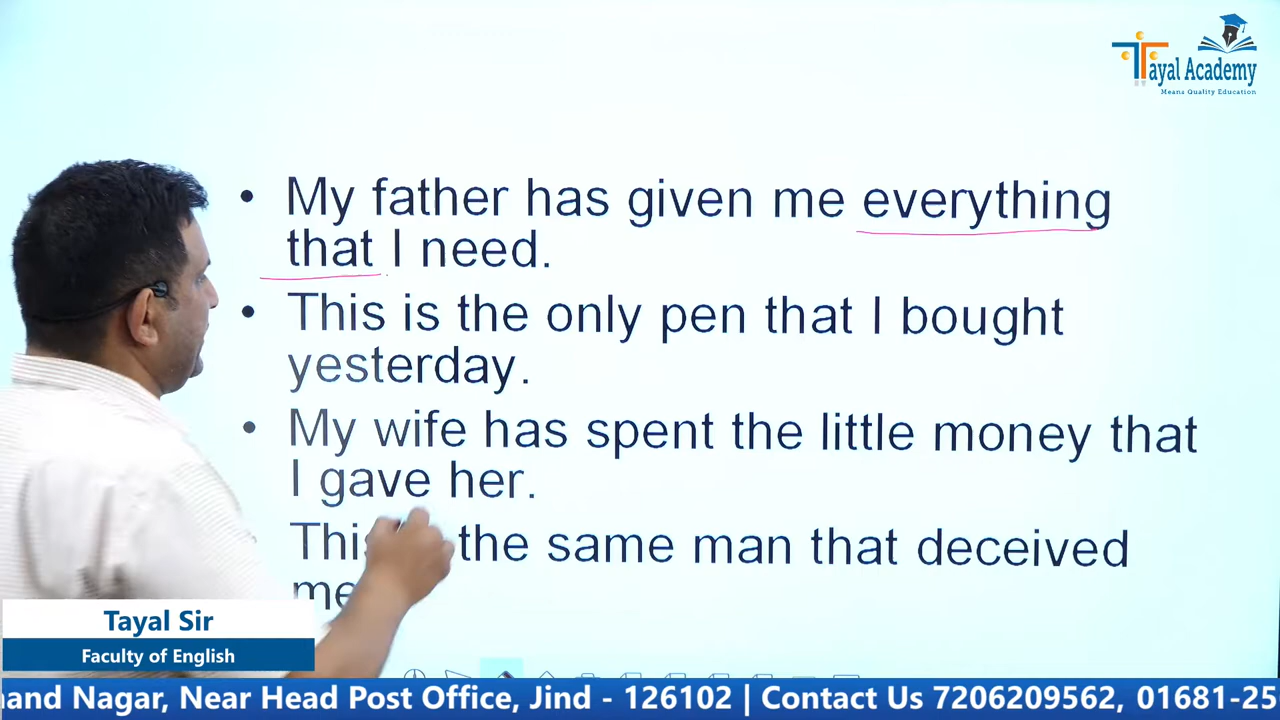 Tayal Academy
Means Quality Education
• My father has given me everything
that I need.
• This is the only pen that I bought
yesterday.
• My wife has spent the little money that
I gave her.
the same man that deceived
Tayal Sir
Faculty of English
Nagar, Near Head Post Office, Jind - 126102 | Contact Us 7206209562, 01681-25